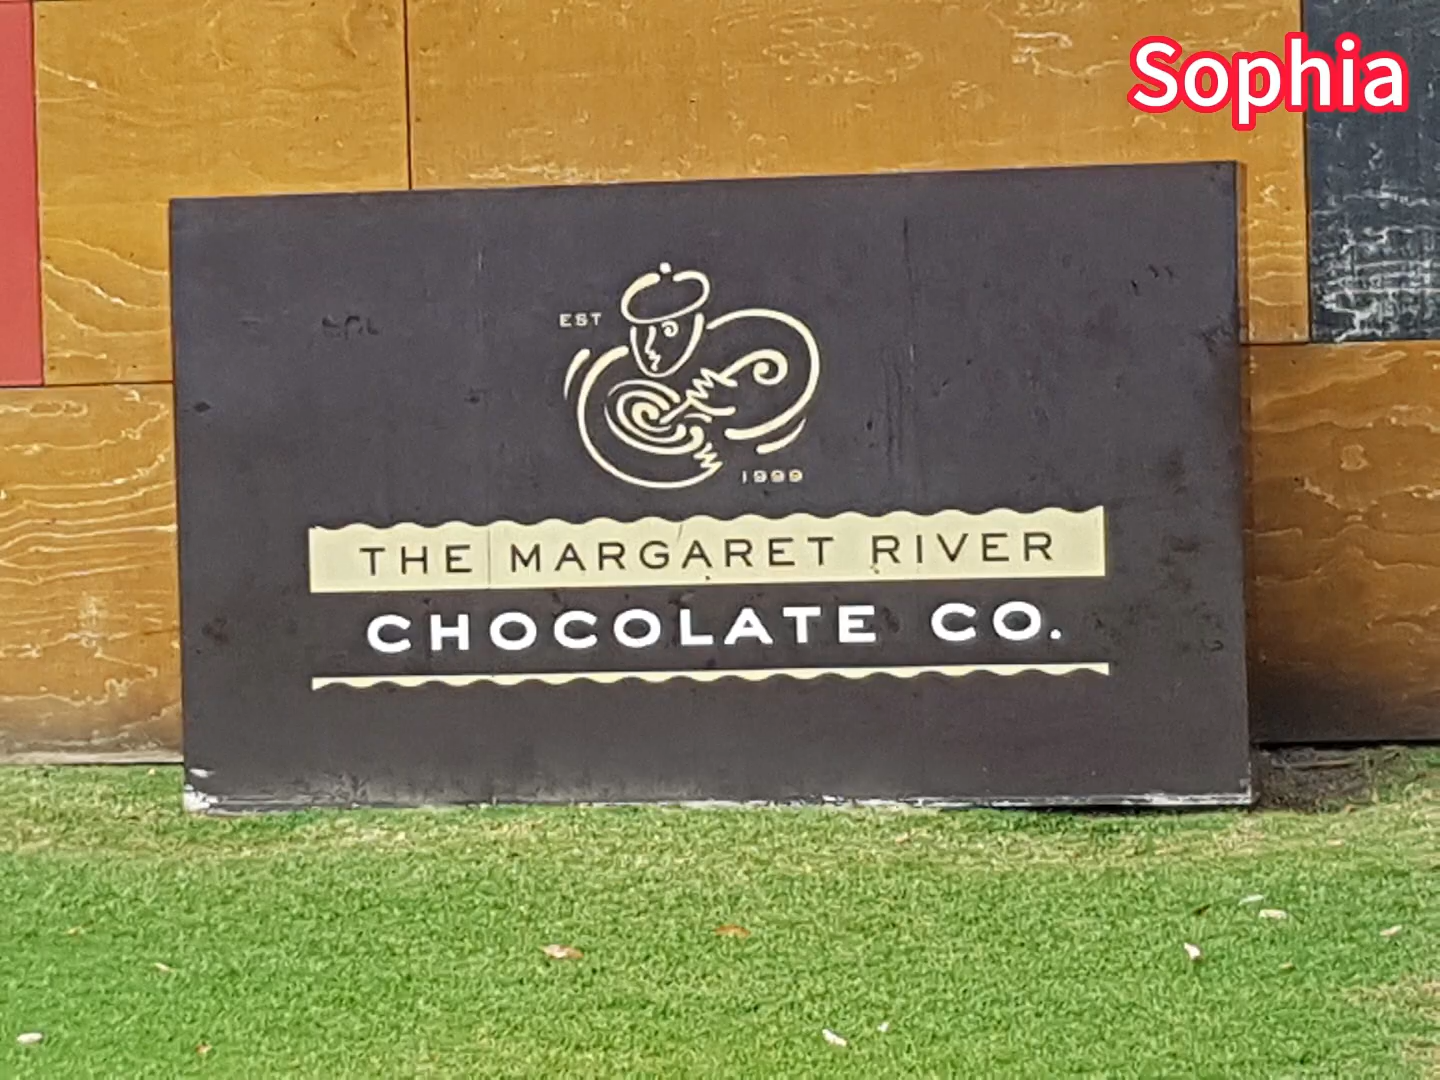 Sophia
EST
1999
THE MARGARET RIVER
CHOCOLATE CO.